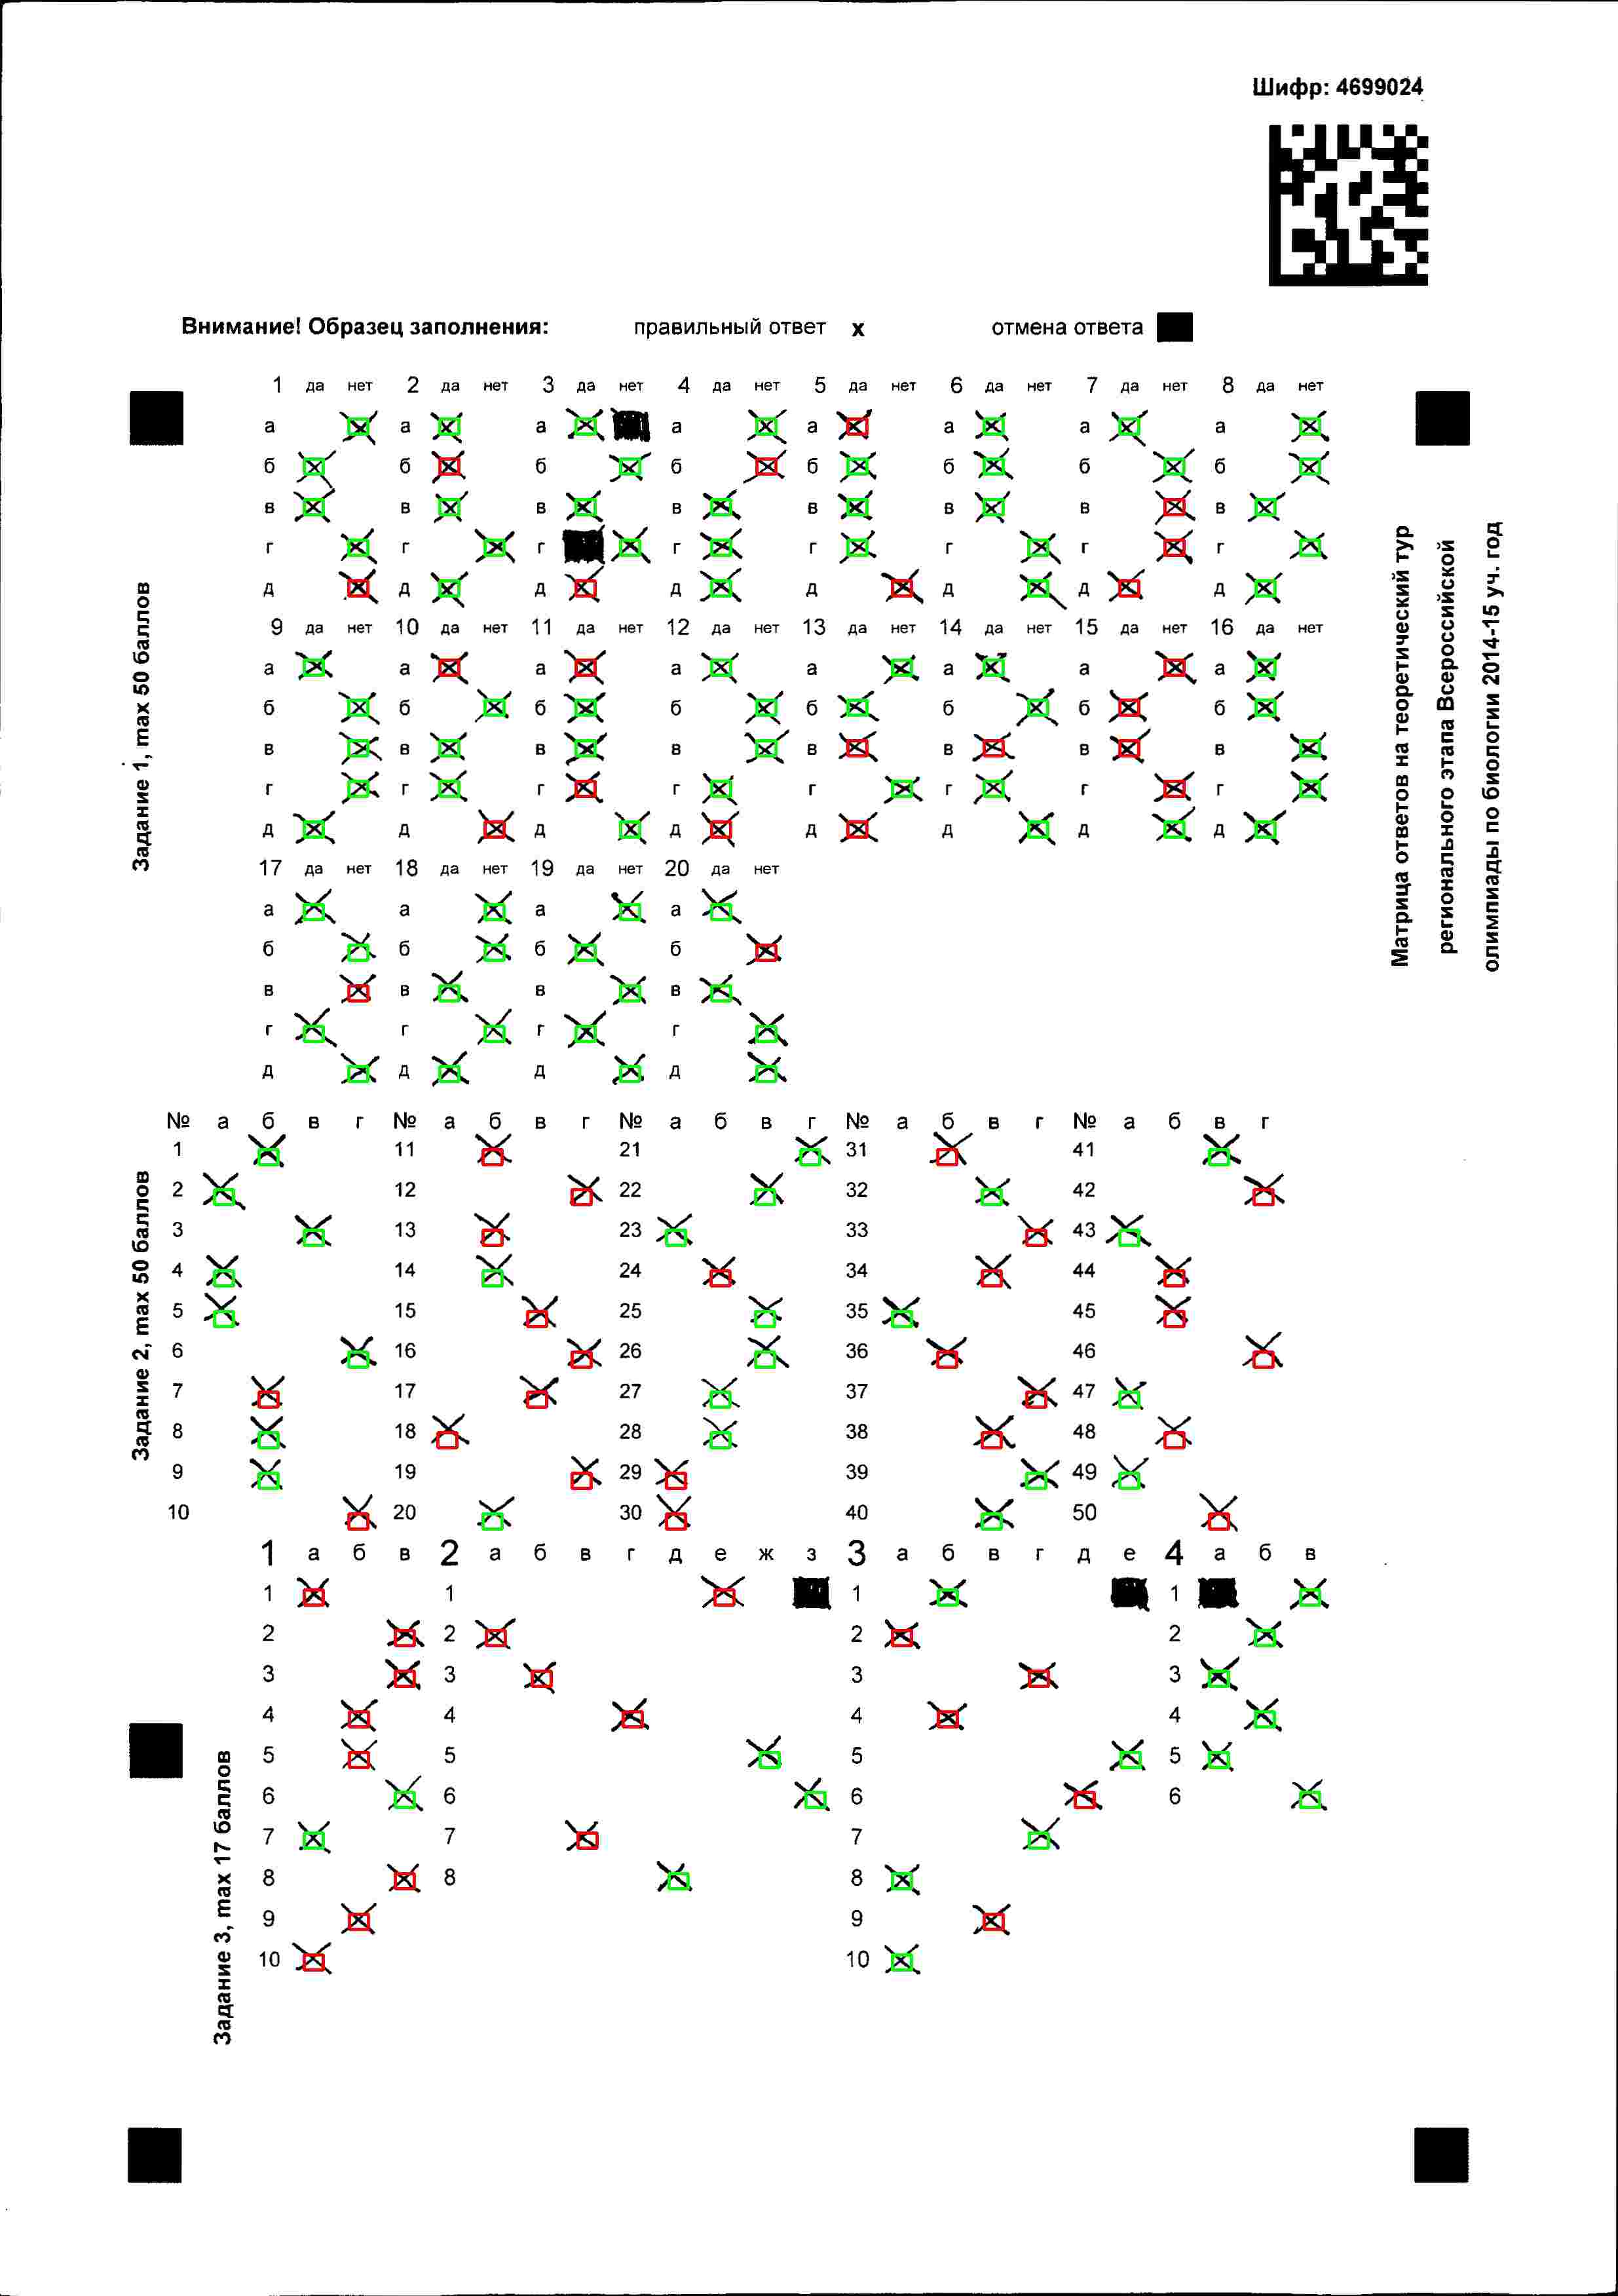 Шифр: 4699024
Внимание! Образец заполнения: правильный ответ х отмена ответа
1 да нет 2 да нет 3 да нет 4 да нет 5 да нет 6 да нет 7 да нет 8 да нет
а а а а а а а а
б б б б б б б б
в в в в в в в в
г г г г г г г г
д д д д д д д д
9 да нет 10 да нет 11 да нет 12 да нет 13 да нет 14 да нет 15 да нет 16 да нет
а а а а а а а а
б б б б б б б б
в в в в в в в в
г г г г г г г г
д д д д д д д д
17 да нет 18 да нет 19 да нет 20 да нет
а а а а
б б б б
в в в в
г г г г
д д д д
Задание 1, max 50 баллов
Матрица ответов на теоретический тур
регионального этапа Всероссийской
олимпиады по биологии 2014-15 уч. год
№ а б в г № а б в г № а б в г № а б в г № а б в г
1 11 21 31 41
2 12 22 32 42
3 13 23 33 43
4 14 24 34 44
5 15 25 35 45
6 16 26 36 46
7 17 27 37 47
8 18 28 38 48
9 19 29 39 49
10 20 30 40 50
Задание 2, max 50 баллов
1 а б в 2 а б в г д е ж з 3 а б в г д е 4 а б в
1 1 1 1
2 2 2 2
3 3 3 3
4 4 4 4
5 5 5 5
6 6 6 6
7 7 7
8 8 8
9 9
10 10
Задание 3, max 17 баллов